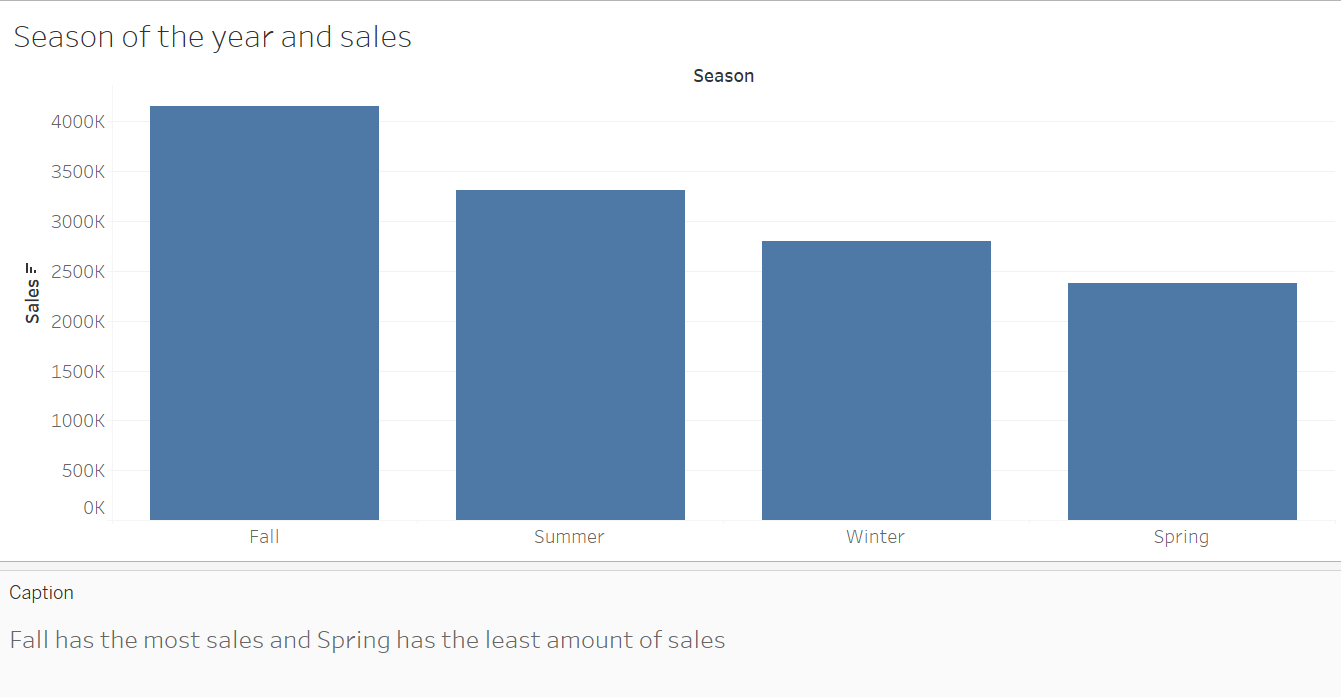 Season of the year and sales
Season
Sales
4000K
3500K
3000K
2500K
2000K
1500K
1000K
500K
0K
Fall Summer Winter Spring
Caption
Fall has the most sales and Spring has the least amount of sales